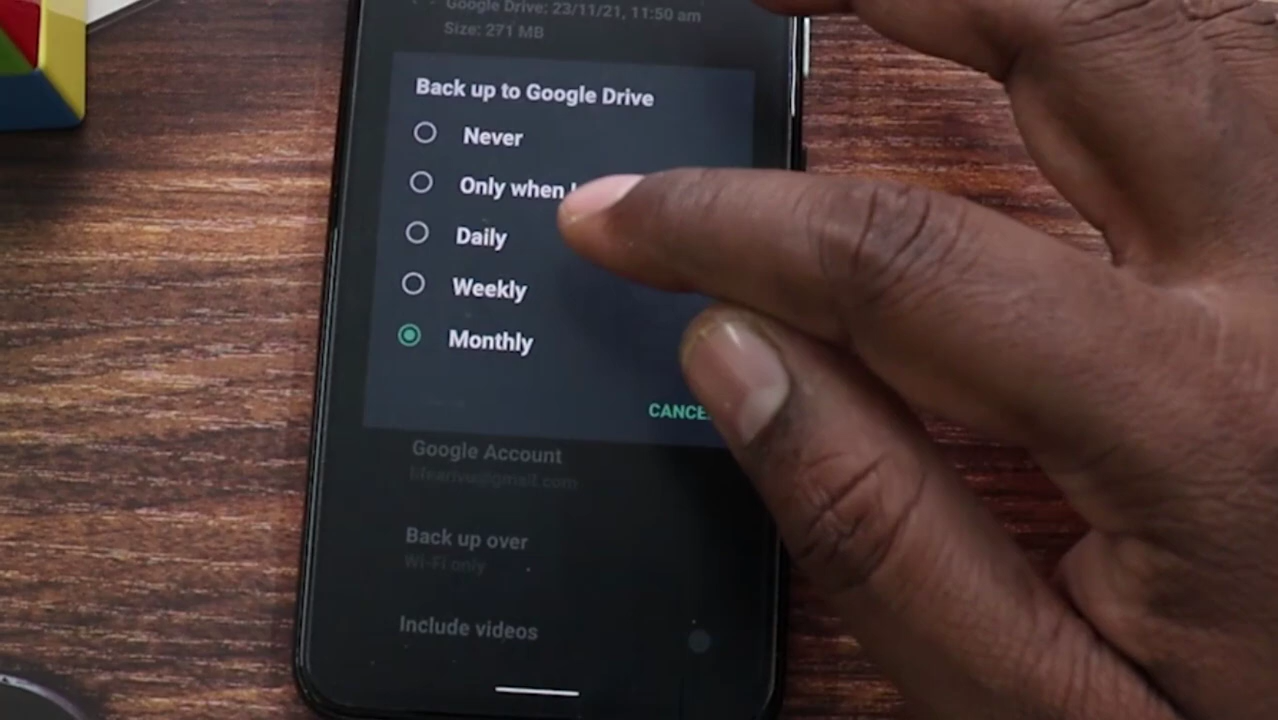 Google Drive: 23/11/21, 11:50 am
Size: 271 MB
Back up to Google Drive
Never
Only when I
Daily
Weekly
Monthly
CANCE
Google Account
Back up over
Wi-Fi only
Include videos